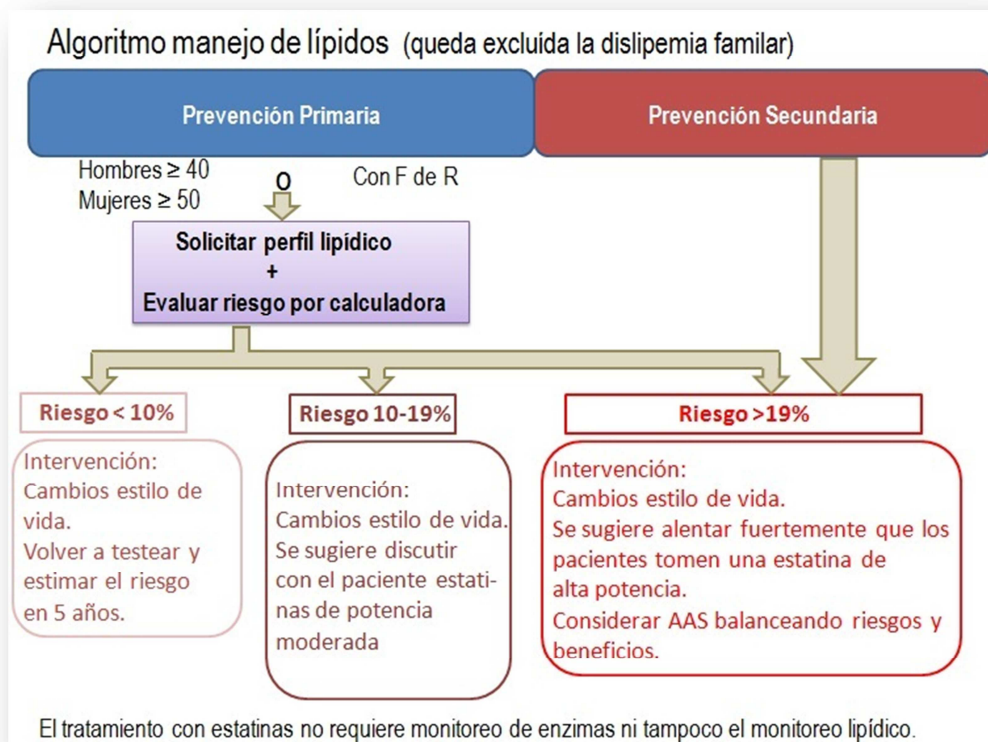 Algoritmo manejo de lípidos (queda excluída la dislipemia familar)
Prevención Primaria
Prevención Secundaria
Hombres ≥ 40
Mujeres ≥ 50
O
Con F de R
Solicitar perfil lipídico
+
Evaluar riesgo por calculadora
Riesgo < 10%
Intervención:
Cambios estilo de
vida.
Volver a testear y
estimar el riesgo
en 5 años.
Riesgo 10-19%
Intervención:
Cambios estilo de vida.
Se sugiere discutir
con el paciente estati-
nas de potencia
moderada
Riesgo >19%
Intervención:
Cambios estilo de vida.
Se sugiere alentar fuertemente que los
pacientes tomen una estatina de
alta potencia.
Considerar AAS balanceando riesgos y
beneficios.
El tratamiento con estatinas no requiere monitoreo de enzimas ni tampoco el monitoreo lipídico.